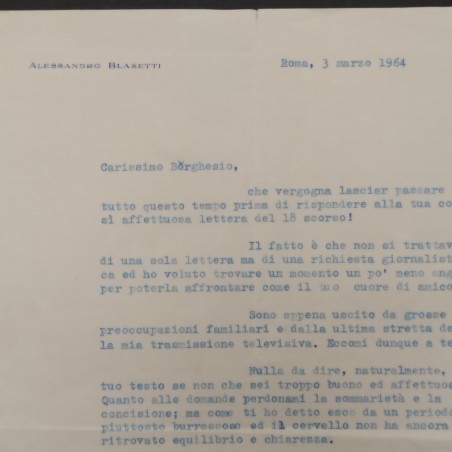 ALESSANDRO BLASETTI
Roma, 3 marzo 1964
Carissimo Borghesio,
che vergogna lasciar passare
tutto questo tempo prima di rispondere alla tua co
sì affettuosa lettera del 18 scorso!
Il fatto è che non si trattav
di una sola lettera ma di una richiesta giornalist
ca ed ho voluto trovare un momento un po' meno ang
per poterla affrontare come il tuo cuore di amico
Sono appena uscito da grosse
preoccupazioni familiari e dalla ultima stretta de
la mia trasmissione televisiva. Eccomi dunque a te
Nulla da dire, naturalmente,
tuo testo se non che sei troppo buono ed affettuos
Quanto alle domande perdonami la sommarietà e la
concisione; ma come ti ho detto esco da un periodo
piuttosto burrascoso ed il cervello non ha ancora
ritrovato equilibrio e chiarezza.